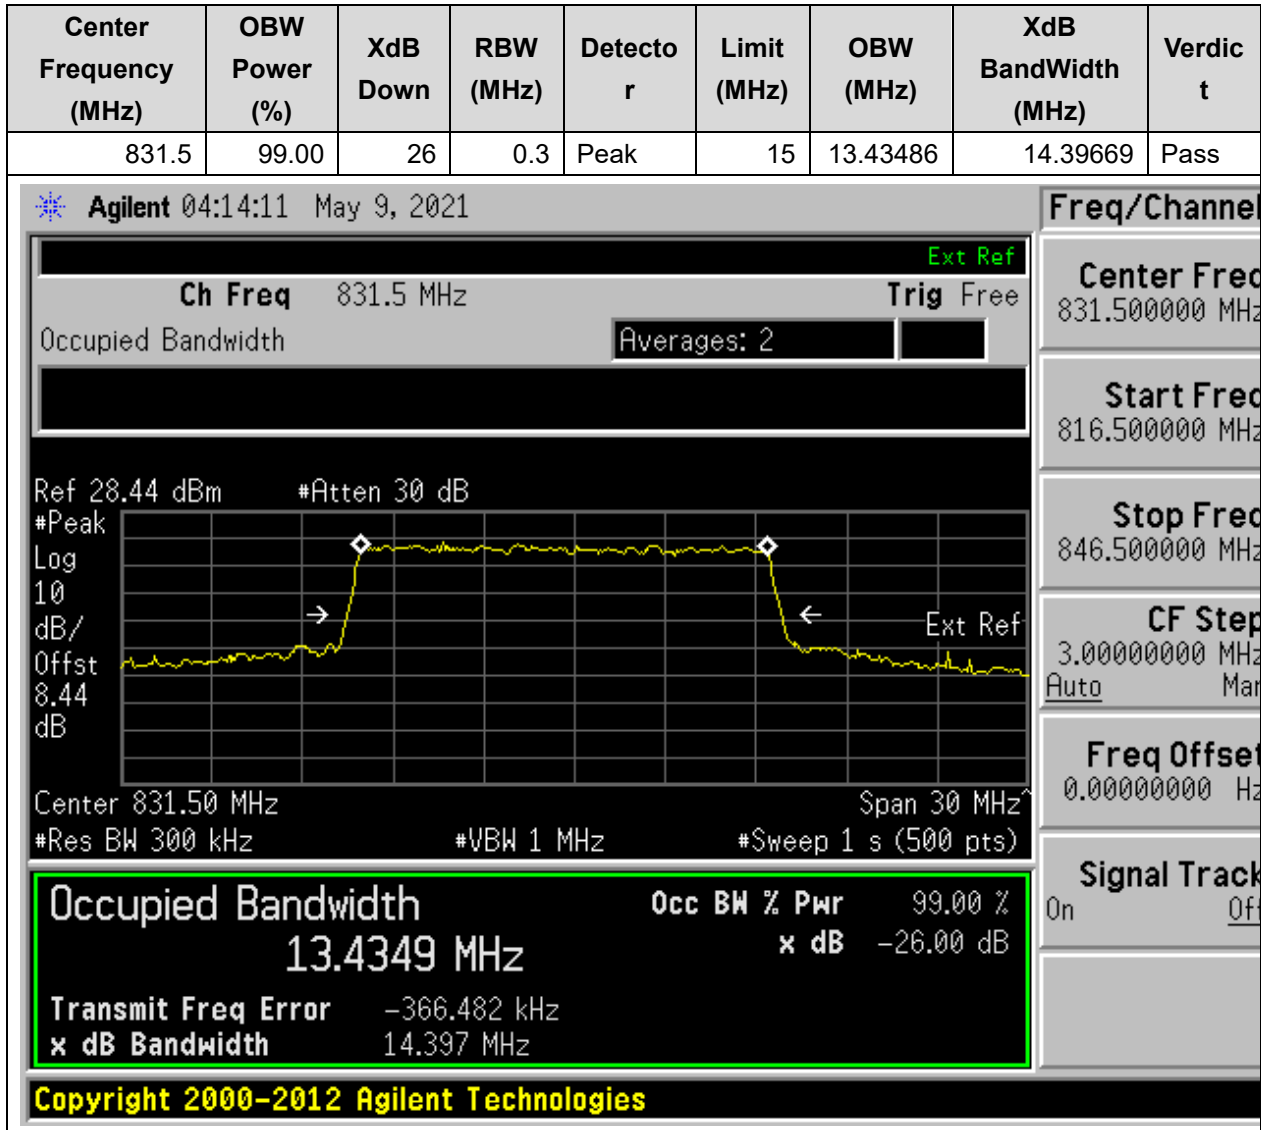 Center Frequency (MHz) OBW Power (%) XdB Down RBW (MHz) Detector Limit (MHz) OBW (MHz) XdB BandWidth (MHz) Verdict
831.5 99.00 26 0.3 Peak 15 13.43486 14.39669 Pass
Agilent 04:14:11 May 9, 2021
Freq/Channel
Ext Ref
Ch Freq 831.5 MHz Trig Free
Occupied Bandwidth Averages: 2
Center Freq
831.500000 MHz
Start Freq
816.500000 MHz
Stop Freq
846.500000 MHz
CF Step
3.00000000 MHz
Auto Man
Freq Offset
0.00000000 Hz
Signal Track
On Off
Ref 28.44 dBm #Atten 30 dB
#Peak
Log
10
dB/
Offst
8.44
dB
Ext Ref
Center 831.50 MHz Span 30 MHz^
#Res BW 300 kHz #VBW 1 MHz #Sweep 1 s (500 pts)
Occupied Bandwidth Occ BW % Pwr 99.00 %
13.4349 MHz x dB -26.00 dB
Transmit Freq Error -366.482 kHz
x dB Bandwidth 14.397 MHz
Copyright 2000-2012 Agilent Technologies